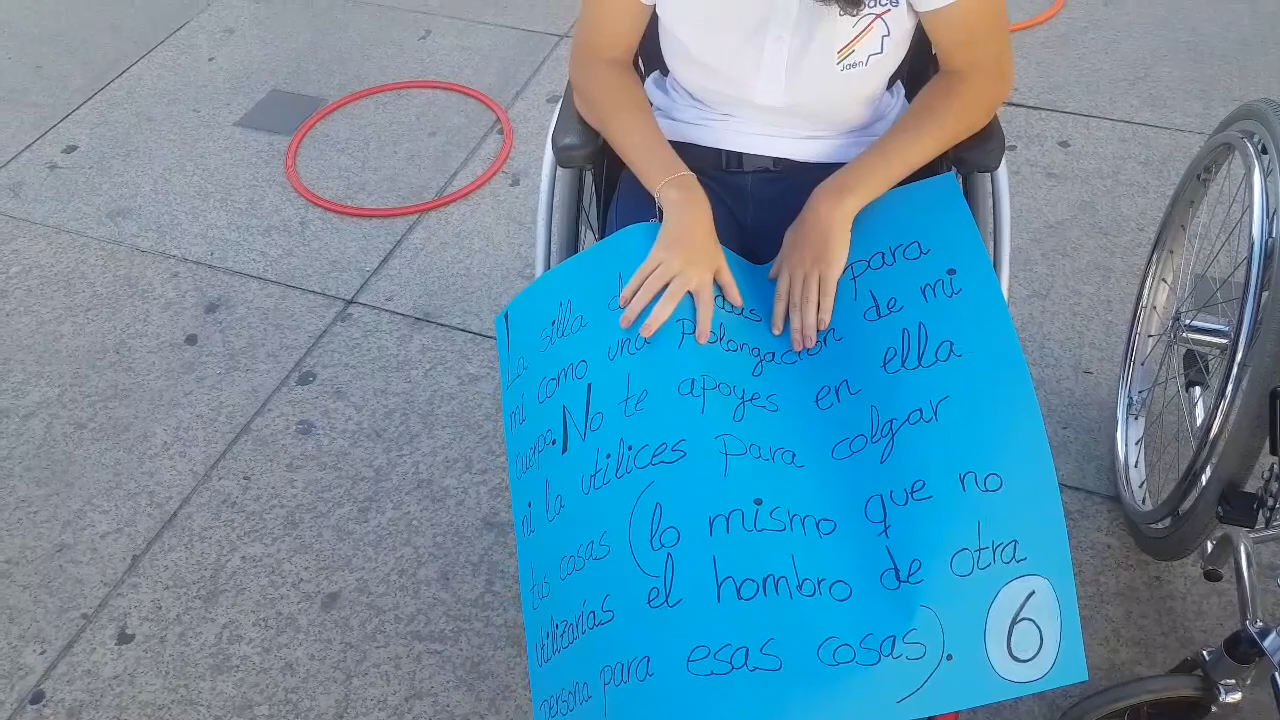 Jaén
La silla para
mí como una Prolongación de mi
cuerpo. No te apoyes en ella
ni la utilices para colgar
tus cosas (lo mismo que no
utilizarías el hombro de otra
persona para esas cosas).
6